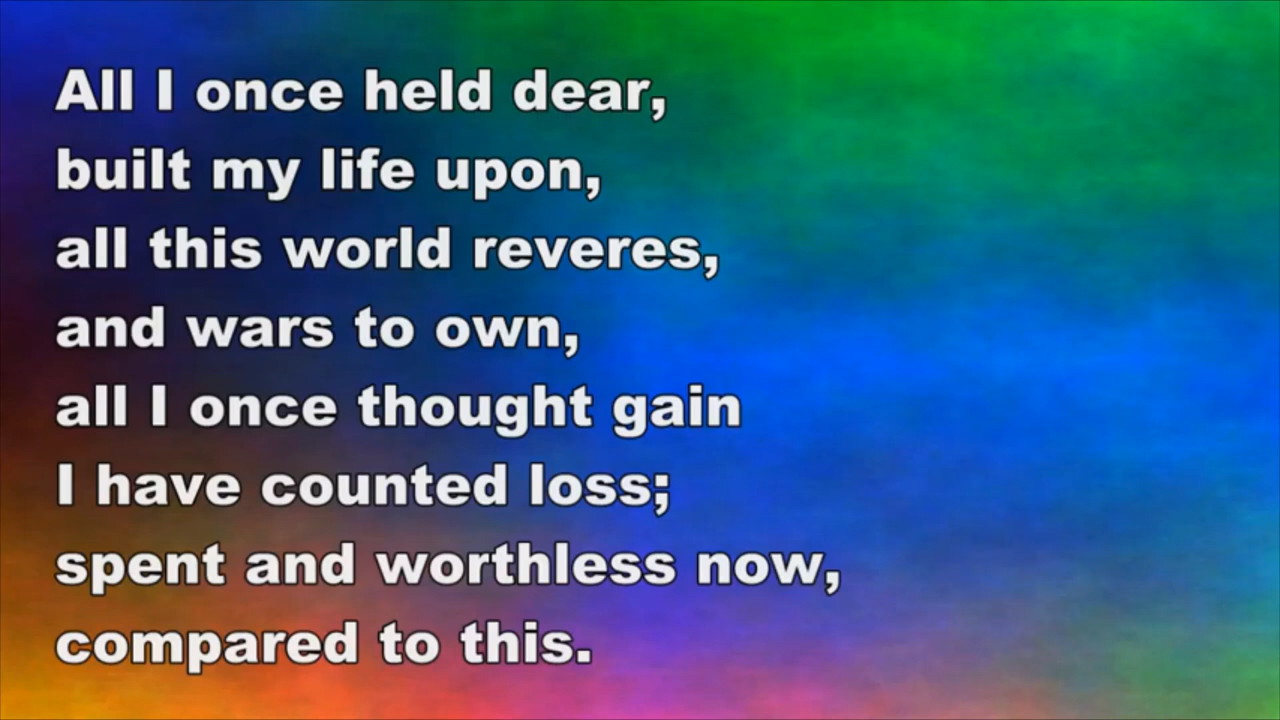 All I once held dear,
built my life upon,
all this world reveres,
and wars to own,
all I once thought gain
I have counted loss;
spent and worthless now,
compared to this.